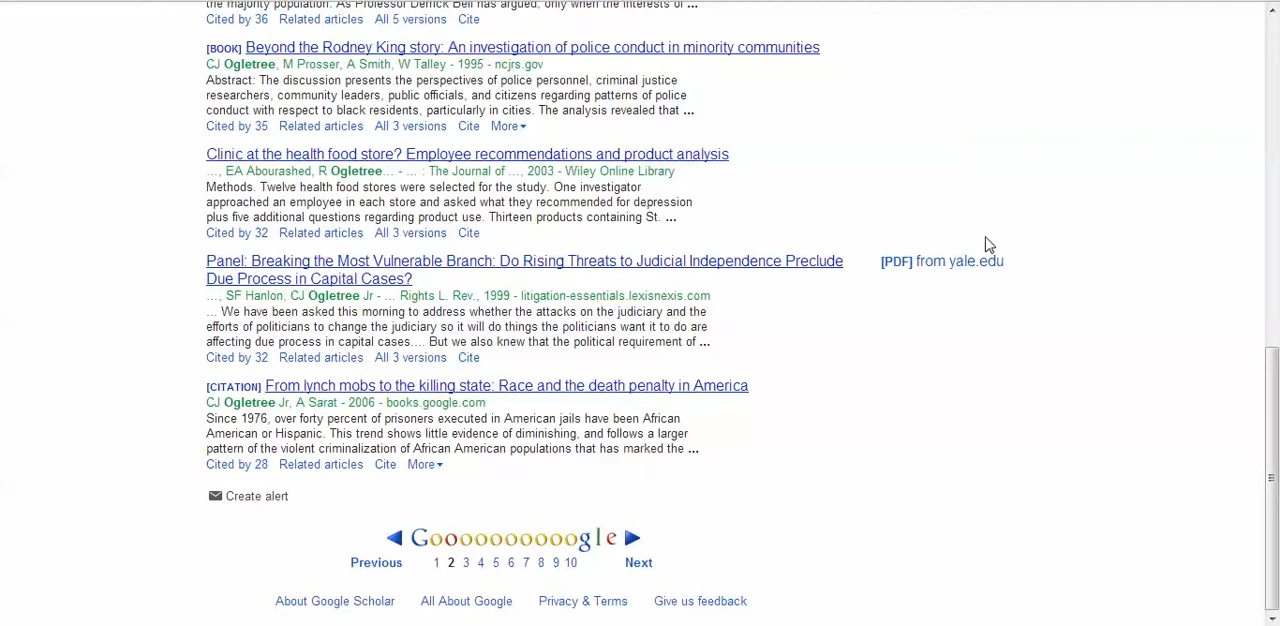 the majority population. As Professor Derrick Bell has argued, only when the interests of ...
Cited by 36 Related articles All 5 versions Cite
[BOOK] Beyond the Rodney King story: An investigation of police conduct in minority communities
CJ Ogletree, M Prosser, A Smith, W Talley - 1995 - ncjrs.gov
Abstract: The discussion presents the perspectives of police personnel, criminal justice
researchers, community leaders, public officials, and citizens regarding patterns of police
conduct with respect to black residents, particularly in cities. The analysis revealed that ...
Cited by 35 Related articles All 3 versions Cite More
Clinic at the health food store? Employee recommendations and product analysis
..., EA Abourashed, R Ogletree... - ... : The Journal of ..., 2003 - Wiley Online Library
Methods. Twelve health food stores were selected for the study. One investigator
approached an employee in each store and asked what they recommended for depression
plus five additional questions regarding product use. Thirteen products containing St. ...
Cited by 32 Related articles All 3 versions Cite
Panel: Breaking the Most Vulnerable Branch: Do Rising Threats to Judicial Independence Preclude
Due Process in Capital Cases?
[PDF] from yale.edu
..., SF Hanlon, CJ Ogletree Jr - ... Rights L. Rev., 1999 - litigation-essentials.lexisnexis.com
... We have been asked this morning to address whether the attacks on the judiciary and the
efforts of politicians to change the judiciary so it will do things the politicians want it to do are
affecting due process in capital cases.... But we also knew that the political requirement of ...
Cited by 32 Related articles All 3 versions Cite
[CITATION] From lynch mobs to the killing state: Race and the death penalty in America
CJ Ogletree Jr, A Sarat - 2006 - books.google.com
Since 1976, over forty percent of prisoners executed in American jails have been African
American or Hispanic. This trend shows little evidence of diminishing, and follows a larger
pattern of the violent criminalization of African American populations that has marked the ...
Cited by 28 Related articles Cite More
Create alert
Goooooooooogle
Previous 1 2 3 4 5 6 7 8 9 10 Next
About Google Scholar All About Google Privacy & Terms Give us feedback